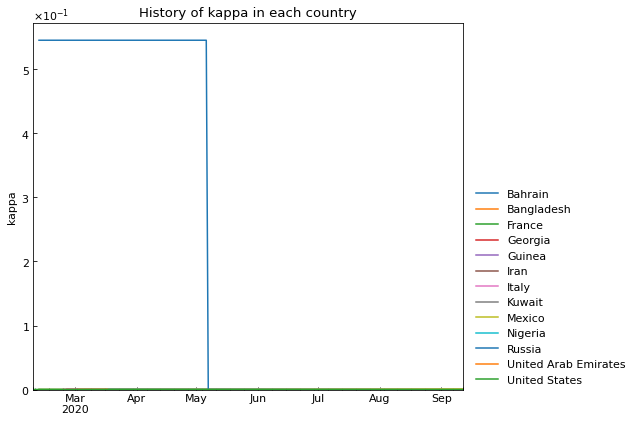 History of kappa in each country
×10⁻¹
5
4
3
2
1
0
kappa
Mar
2020
Apr
May
Jun
Jul
Aug
Sep
Bahrain
Bangladesh
France
Georgia
Guinea
Iran
Italy
Kuwait
Mexico
Nigeria
Russia
United Arab Emirates
United States